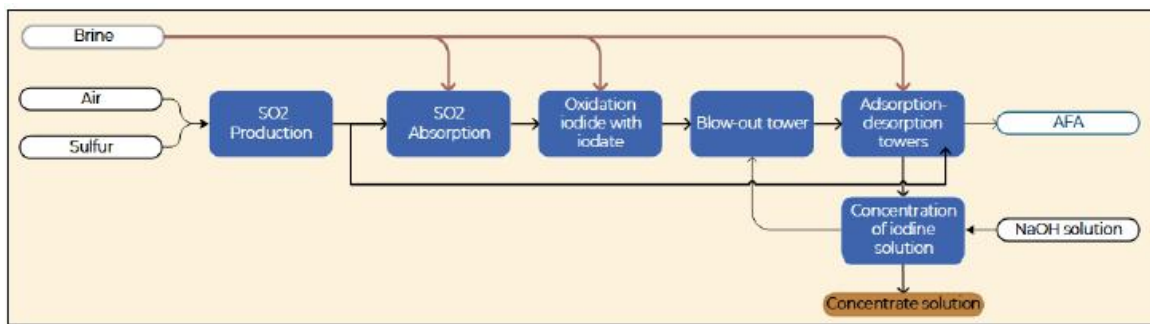 Brine
Air
Sulfur
SO2
Production
SO2
Absorption
Oxidation
iodide with
iodate
Blow-out tower
Adsorption-
desorption
towers
AFA
Concentration
of iodine
solution
NaOH solution
Concentrate solution